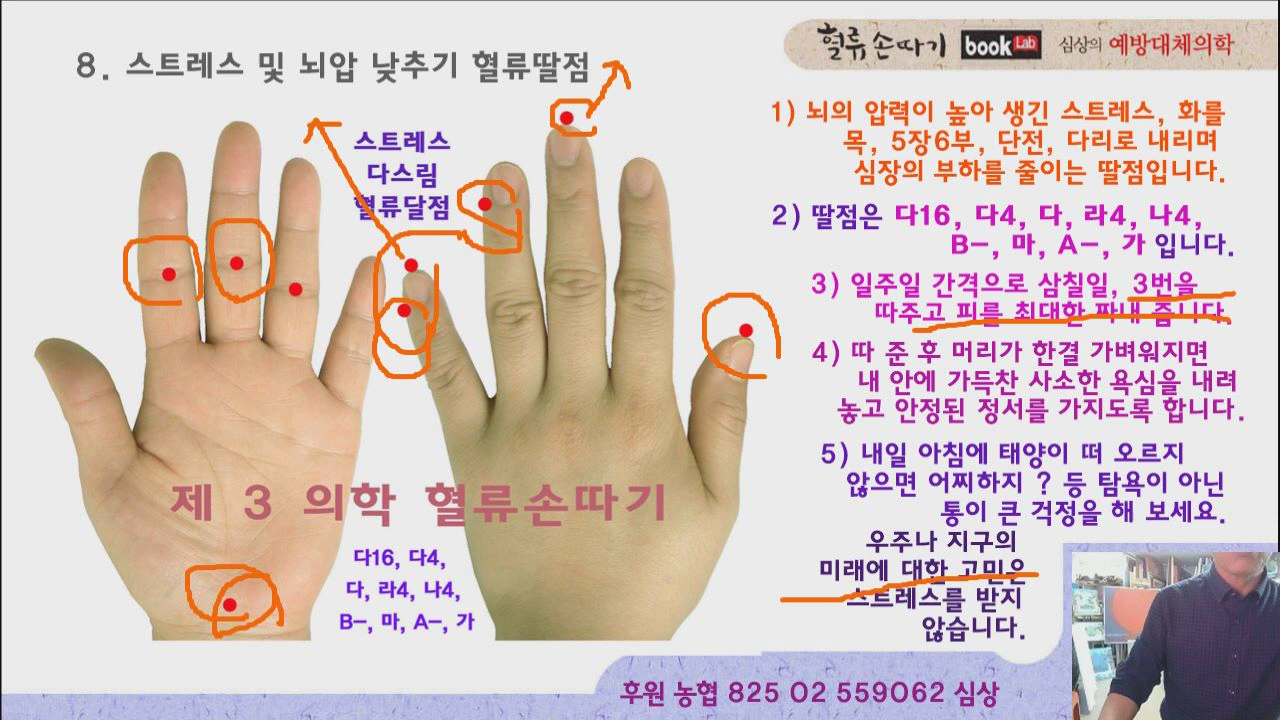 8. 스트레스 및 뇌압 낮추기 혈류딸점
혈류손따기 book Lab 심상의 예방대체의학
스트레스
다스림
혈류달점
1) 뇌의 압력이 높아 생긴 스트레스, 화를
목, 5장6부, 단전, 다리로 내리며
심장의 부하를 줄이는 딸점입니다.
2) 딸점은 다16, 다4, 다, 라4, 나4,
B-, 마, A-, 가 입니다.
3) 일주일 간격으로 삼칠일, 3번을
따주고 피를 최대한 짜내 줍니다.
4) 따 준 후 머리가 한결 가벼워지면
내 안에 가득찬 사소한 욕심을 내려
놓고 안정된 정서를 가지도록 합니다.
5) 내일 아침에 태양이 떠 오르지
않으면 어찌하지 ? 등 탐욕이 아닌
통이 큰 걱정을 해 보세요.
우주나 지구의
미래에 대한 고민은
스트레스를 받지
않습니다.
제 3 의학 혈류손따기
다16, 다4,
다, 라4, 나4,
B-, 마, A-, 가
후원 농협 825 02 559062 심상